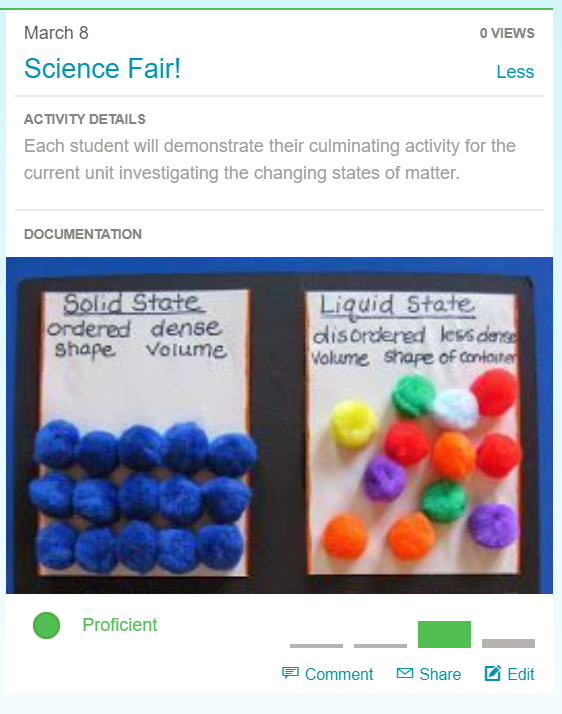 March 8
0 VIEWS
Science Fair!
Less
ACTIVITY DETAILS
Each student will demonstrate their culminating activity for the
current unit investigating the changing states of matter.
DOCUMENTATION
Solid State
ordered dense
shape volume
Liquid State
disordered less dense
Volume shape of container
Proficient
Comment
Share
Edit